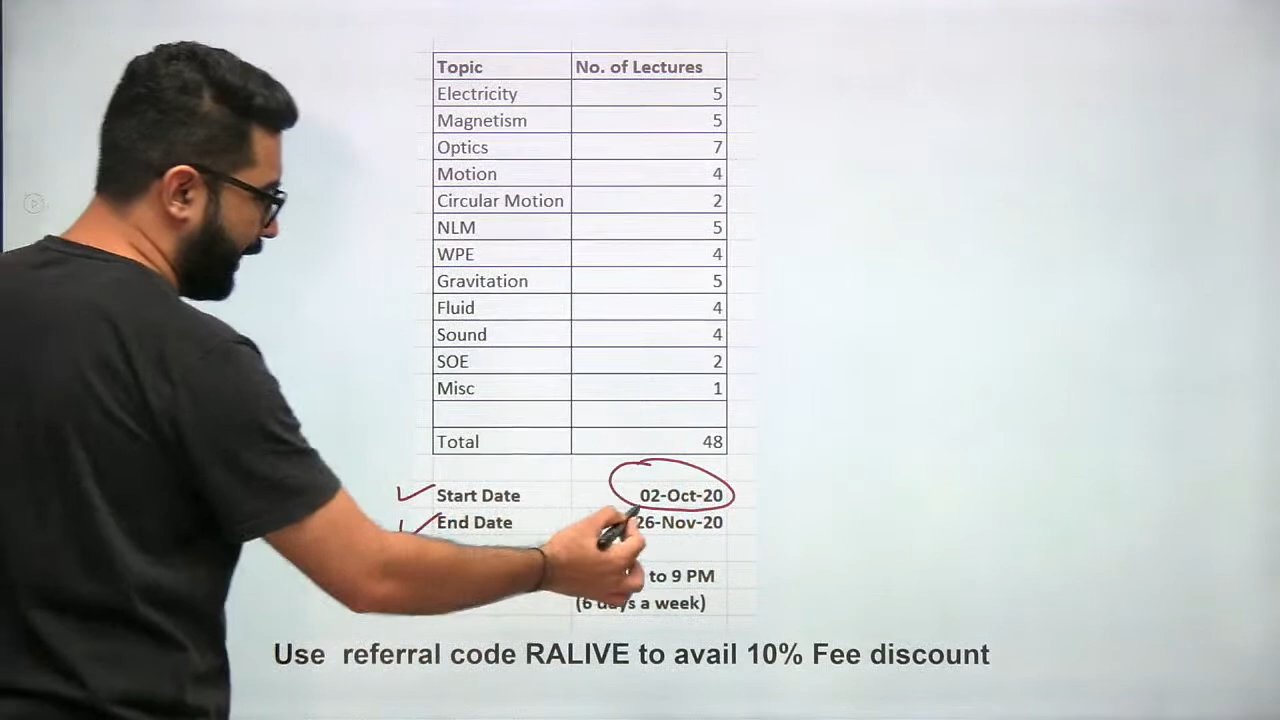 Topic No. of Lectures
Electricity 5
Magnetism 5
Optics 7
Motion 4
Circular Motion 2
NLM 5
WPE 4
Gravitation 5
Fluid 4
Sound 4
SOE 2
Misc 1
Total 48
Start Date 02-Oct-20
End Date 26-Nov-20
to 9 PM
(6 days a week)
Use referral code RALIVE to avail 10% Fee discount